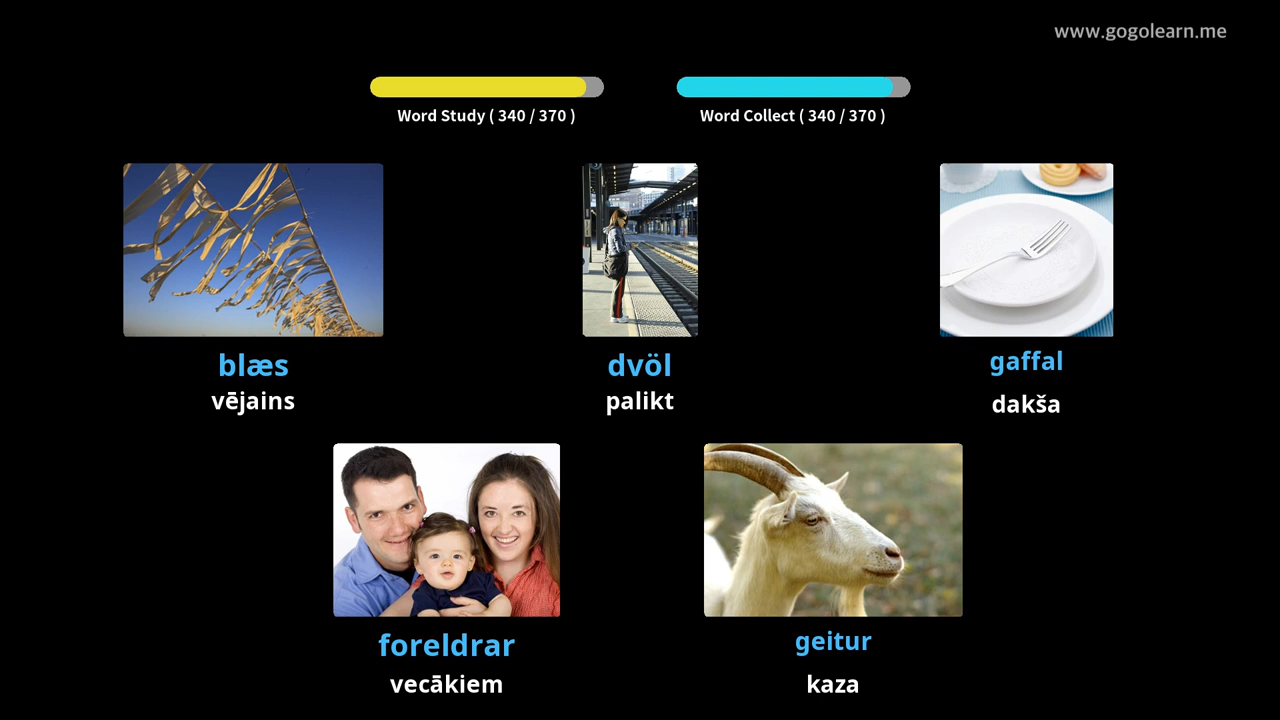 www.gogolearn.me
Word Study ( 340 / 370 )
Word Collect ( 340 / 370 )
blæs
vējains
dvöl
palikt
gaffal
dakša
foreldrar
vecākiem
geitur
kaza